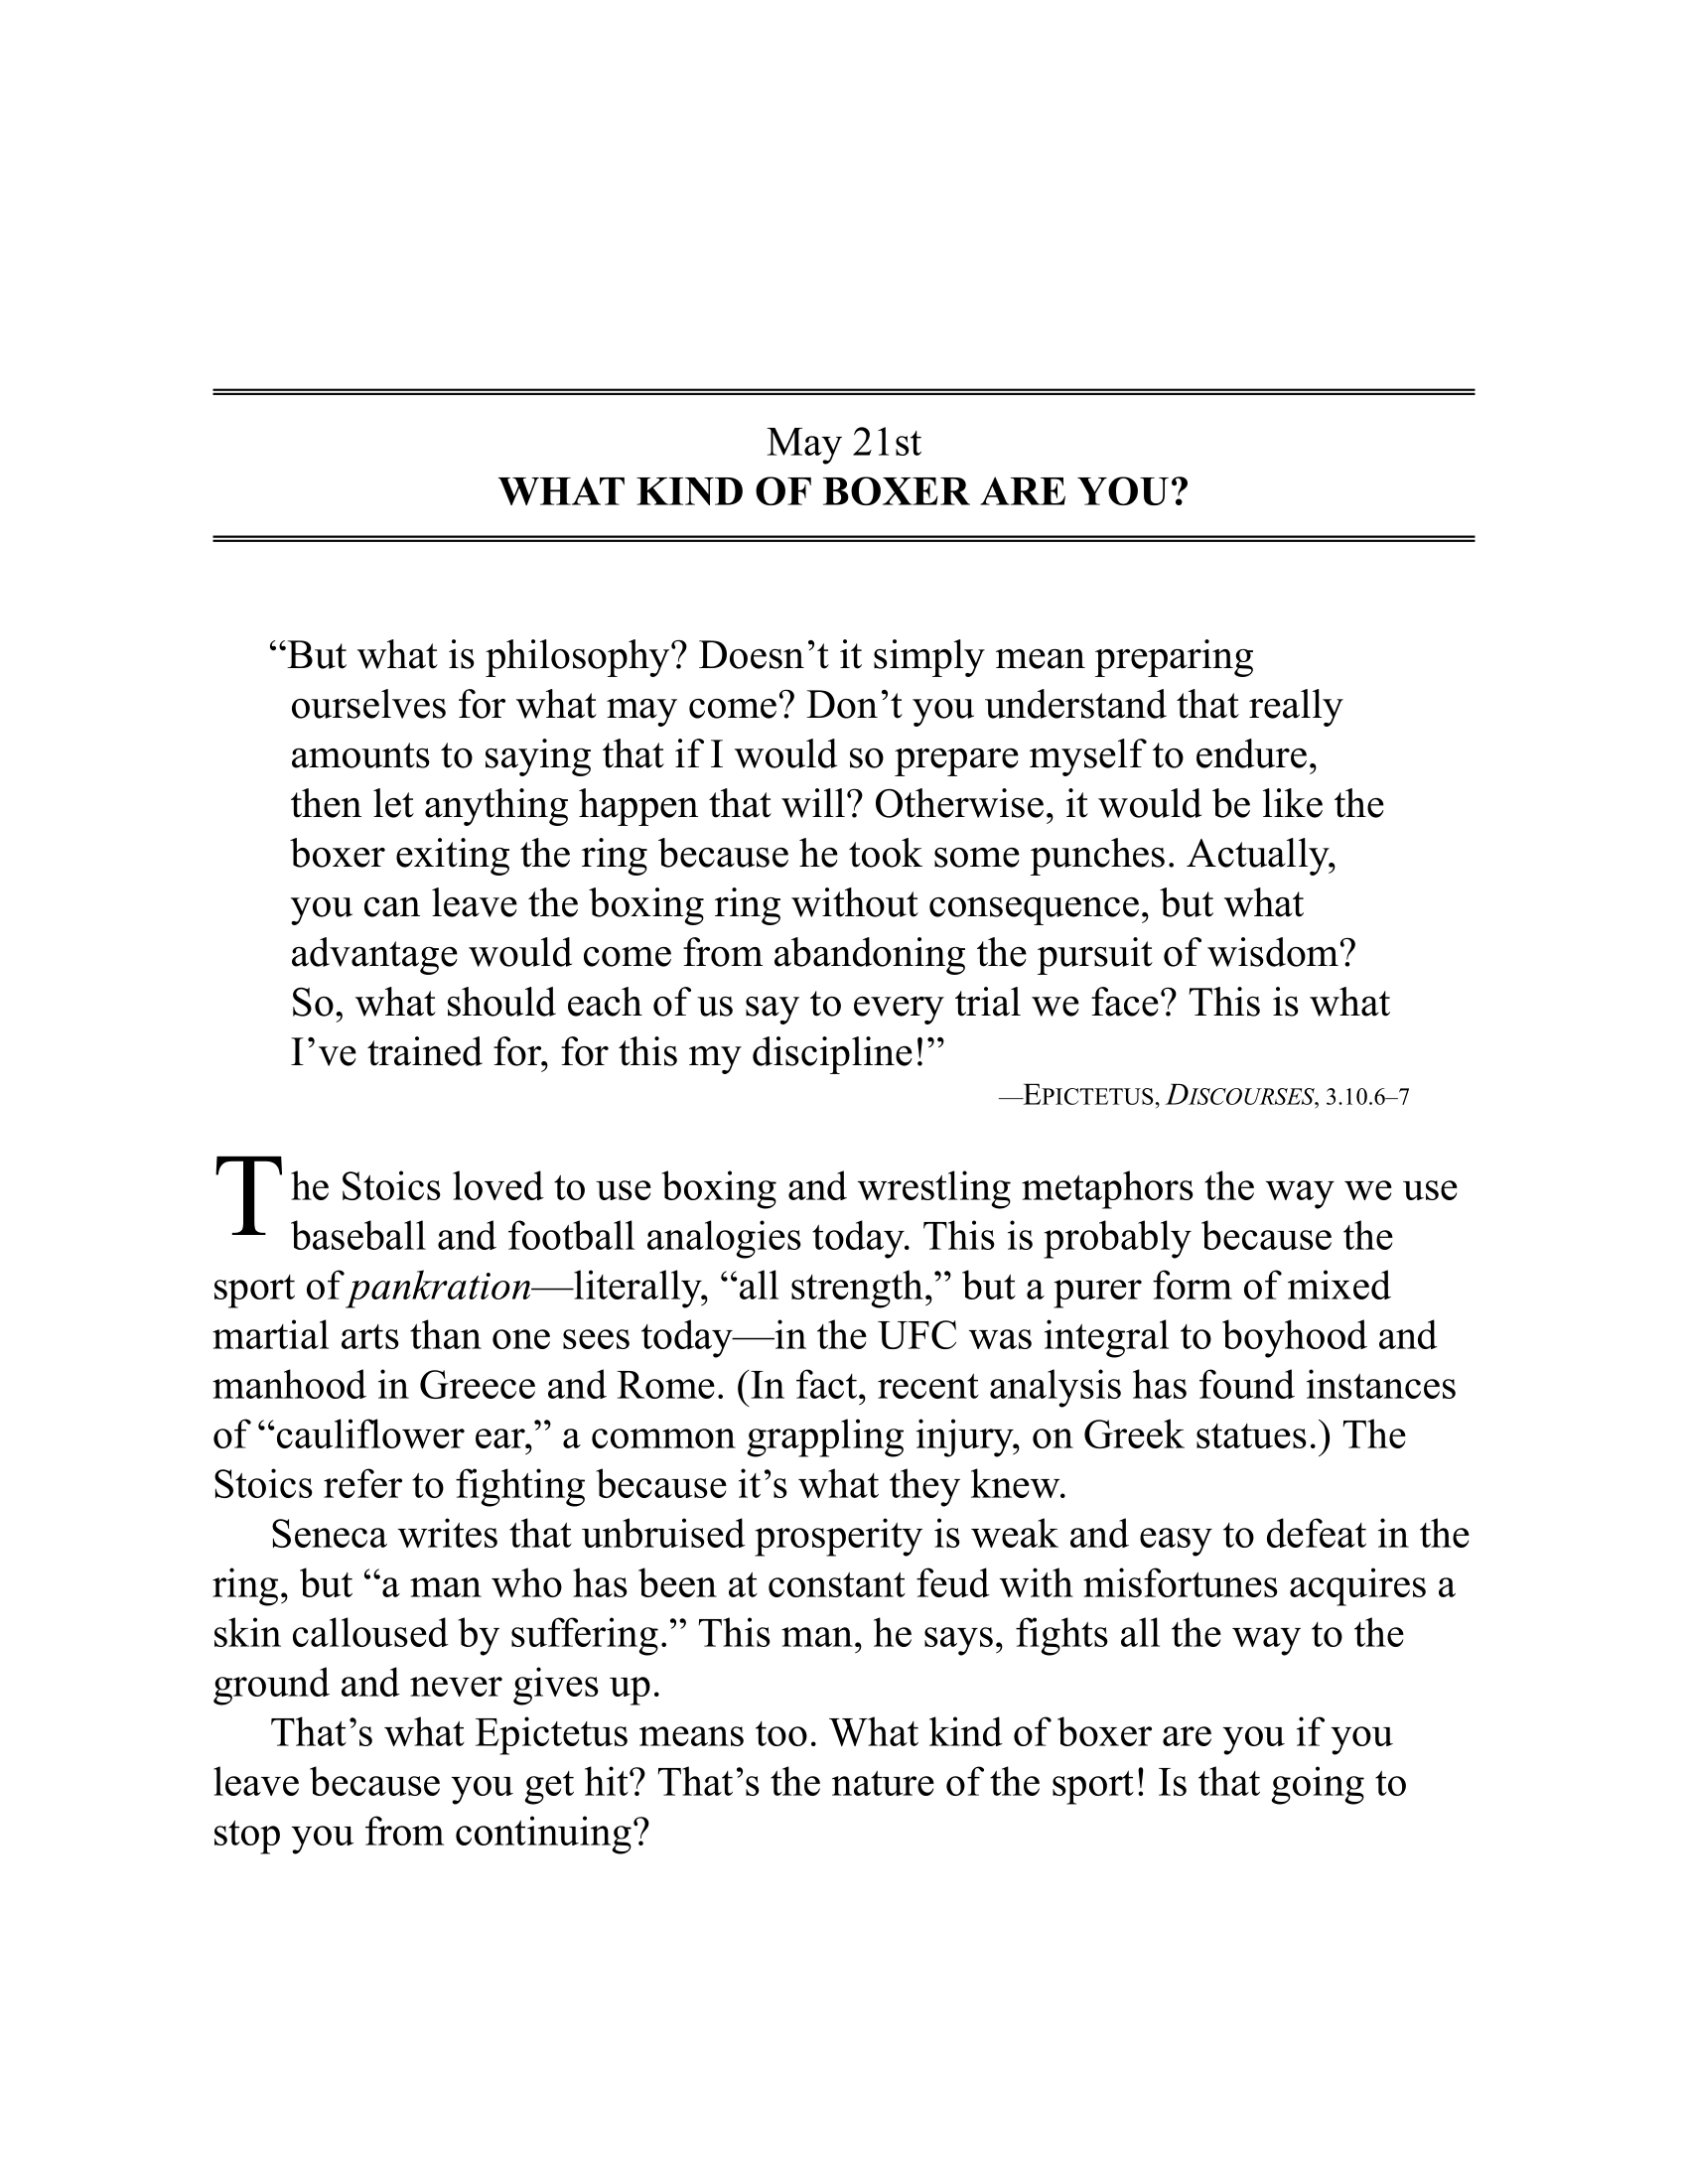 May 21st
WHAT KIND OF BOXER ARE YOU?
“But what is philosophy? Doesn’t it simply mean preparing
ourselves for what may come? Don’t you understand that really
amounts to saying that if I would so prepare myself to endure,
then let anything happen that will? Otherwise, it would be like the
boxer exiting the ring because he took some punches. Actually,
you can leave the boxing ring without consequence, but what
advantage would come from abandoning the pursuit of wisdom?
So, what should each of us say to every trial we face? This is what
I’ve trained for, for this my discipline!”
—EPICTETUS, DISCOURSES, 3.10.6–7
The Stoics loved to use boxing and wrestling metaphors the way we use
baseball and football analogies today. This is probably because the
sport of pankration—literally, “all strength,” but a purer form of mixed
martial arts than one sees today—in the UFC was integral to boyhood and
manhood in Greece and Rome. (In fact, recent analysis has found instances
of “cauliflower ear,” a common grappling injury, on Greek statues.) The
Stoics refer to fighting because it’s what they knew.
Seneca writes that unbruised prosperity is weak and easy to defeat in the
ring, but “a man who has been at constant feud with misfortunes acquires a
skin calloused by suffering.” This man, he says, fights all the way to the
ground and never gives up.
That’s what Epictetus means too. What kind of boxer are you if you
leave because you get hit? That’s the nature of the sport! Is that going to
stop you from continuing?